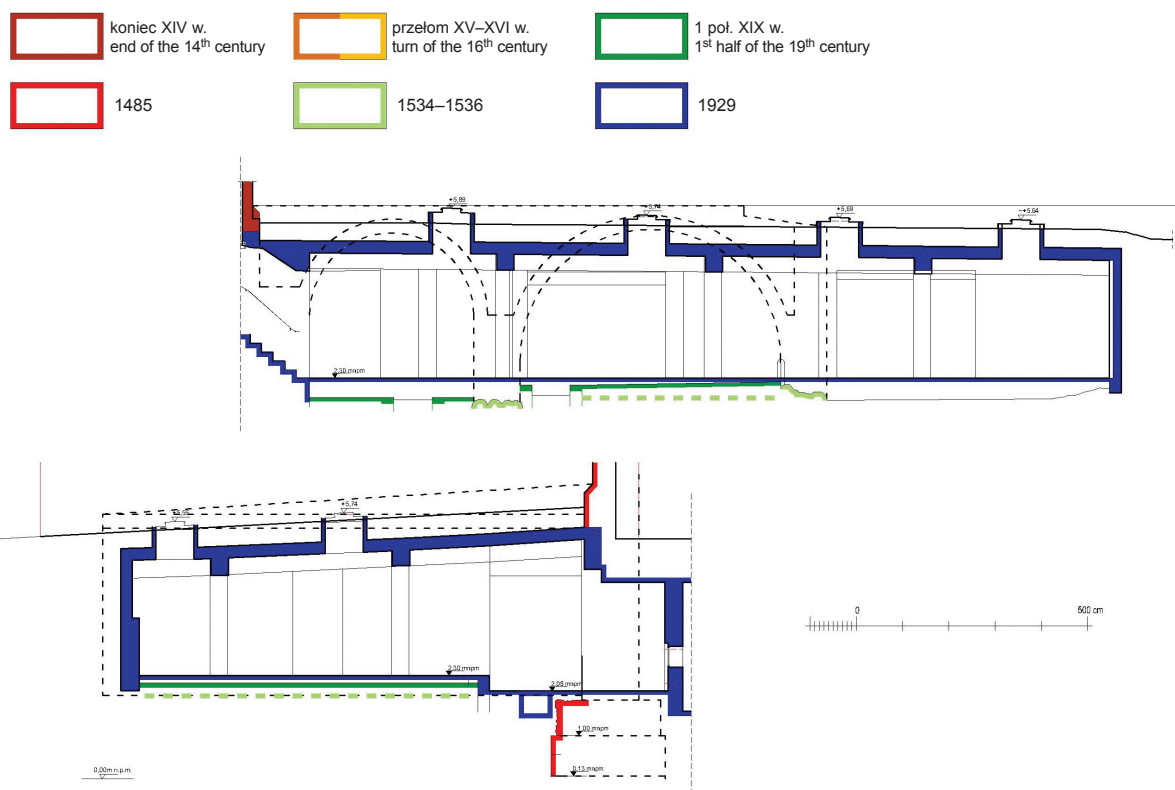 koniec XIV w.
end of the 14th century
przełom XV–XVI w.
turn of the 16th century
1 poł. XIX w.
1st half of the 19th century
1485
1534–1536
1929
+5,89
+5,74
+5,69
+5,64
2,30 mnpm
+5,74
2,30 mnpm
2,05 mnpm
1,00 mnpm
0,13 mnpm
0,00m n.p.m.
0
500 cm